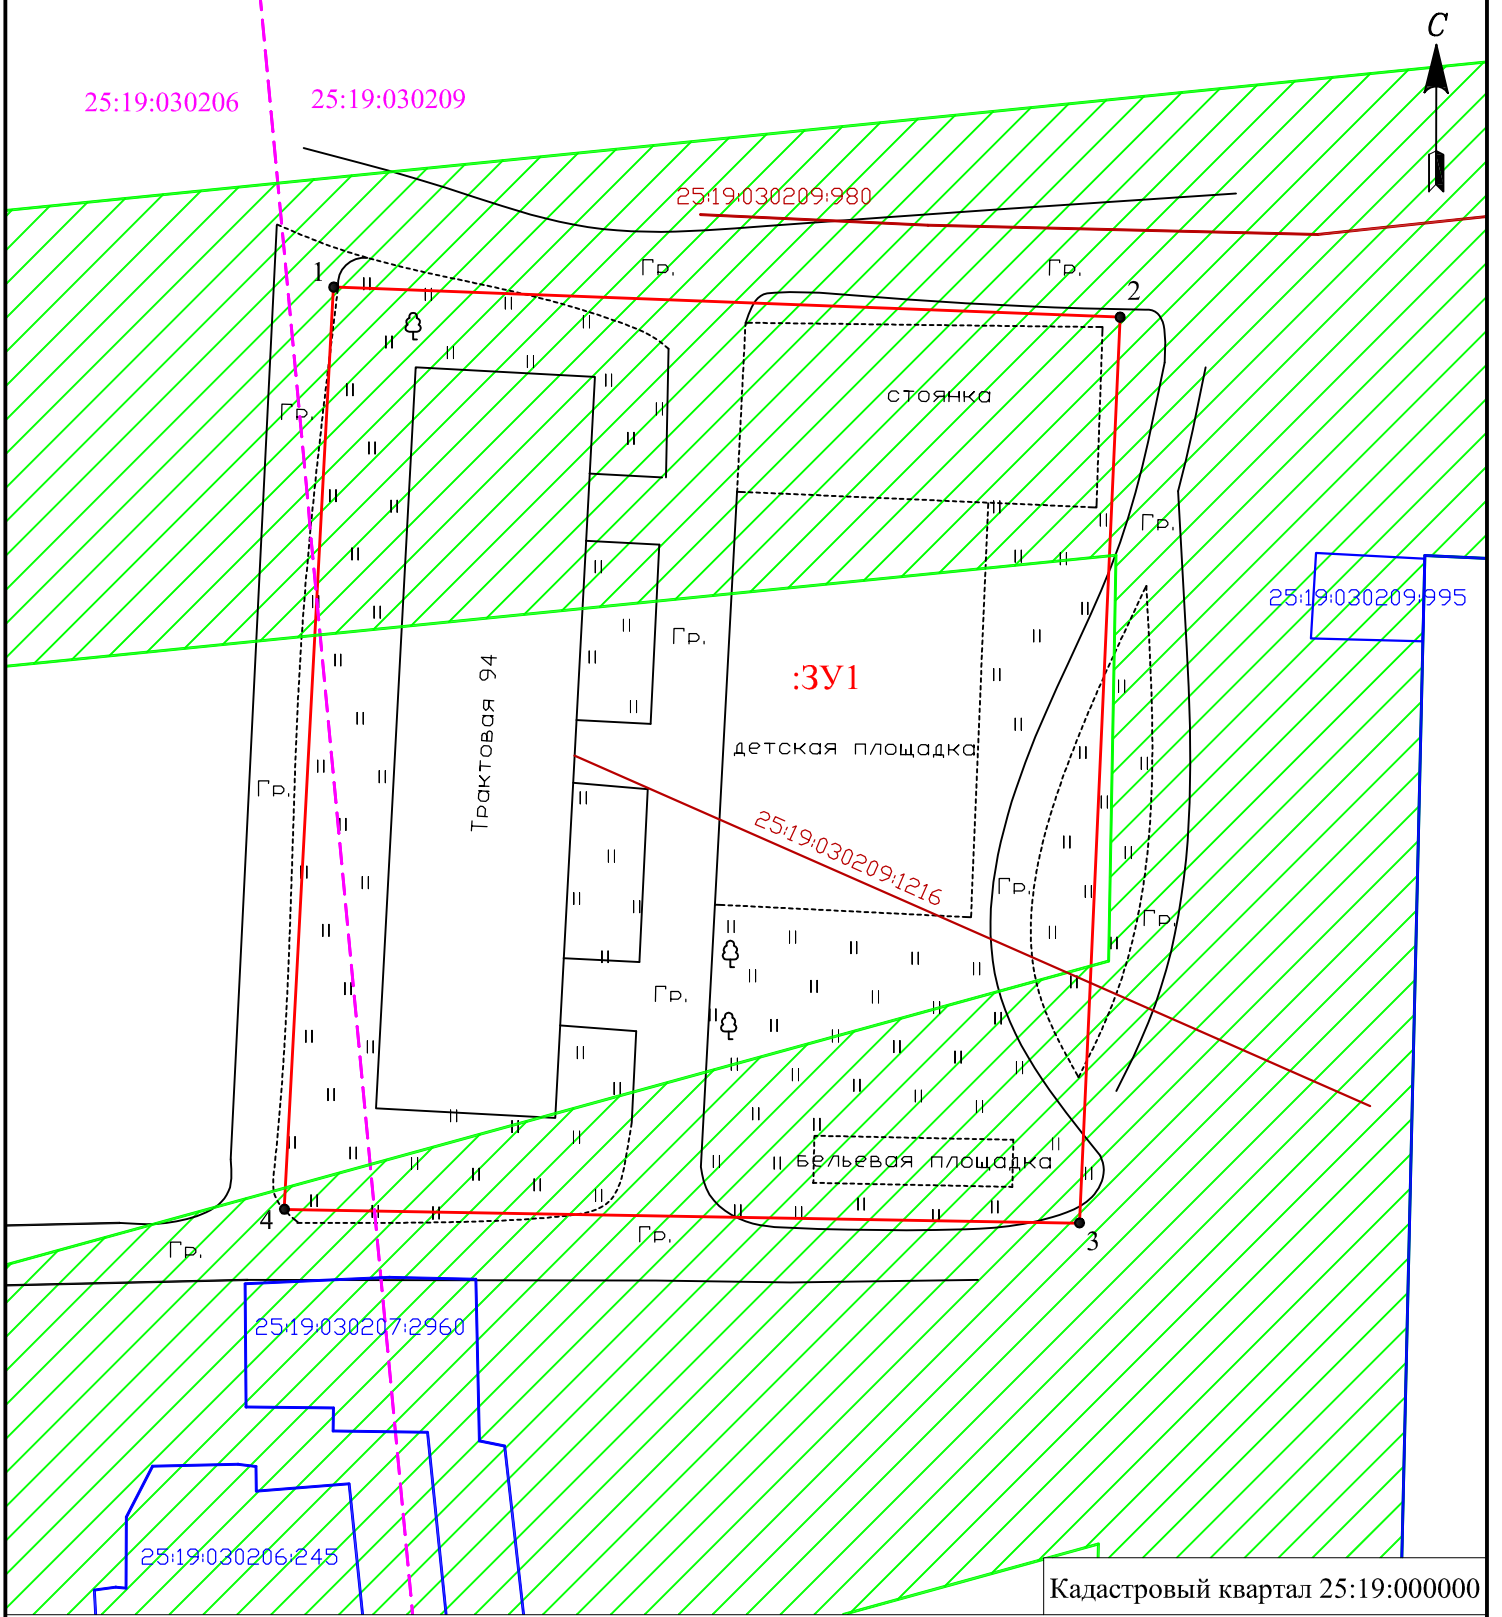 С
25:19:030206
25:19:030209
25:19:030209:980
Гр.
Гр.
1
2
стоянка
Гр.
Гр.
25:19:030209:995
Гр.
:ЗУ1
Трактовая 94
детская площадка
Гр.
25:19:030209:1216
Гр.
Гр.
Гр.
бельевая площадка
4
3
Гр.
Гр.
25:19:030207:2960
25:19:030206:245
Кадастровый квартал 25:19:000000